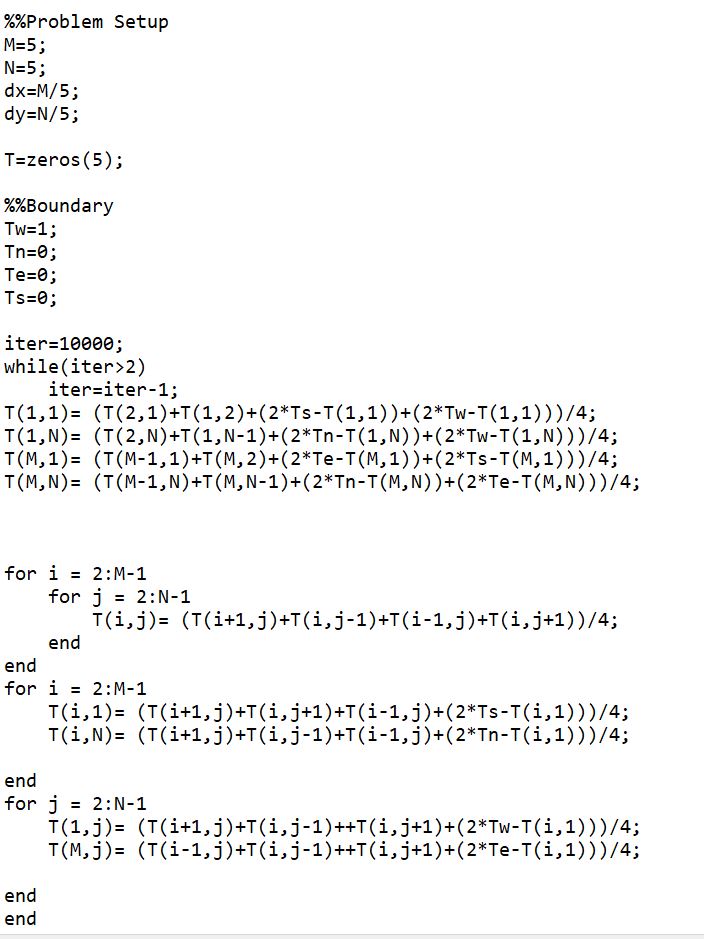 %%Problem Setup
M=5;
N=5;
dx=M/5;
dy=N/5;
T=zeros(5);
%%Boundary
Tw=1;
Tn=0;
Te=0;
Ts=0;
iter=10000;
while(iter>2)
    iter=iter-1;
T(1,1)= (T(2,1)+T(1,2)+(2*Ts-T(1,1))+(2*Tw-T(1,1)))/4;
T(1,N)= (T(2,N)+T(1,N-1)+(2*Tn-T(1,N))+(2*Tw-T(1,N)))/4;
T(M,1)= (T(M-1,1)+T(M,2)+(2*Te-T(M,1))+(2*Ts-T(M,1)))/4;
T(M,N)= (T(M-1,N)+T(M,N-1)+(2*Tn-T(M,N))+(2*Te-T(M,N)))/4;
for i = 2:M-1
    for j = 2:N-1
        T(i,j)= (T(i+1,j)+T(i,j-1)+T(i-1,j)+T(i,j+1))/4;
    end
end
for i = 2:M-1
    T(i,1)= (T(i+1,j)+T(i,j+1)+T(i-1,j)+(2*Ts-T(i,1)))/4;
    T(i,N)= (T(i+1,j)+T(i,j-1)+T(i-1,j)+(2*Tn-T(i,1)))/4;
end
for j = 2:N-1
    T(1,j)= (T(i+1,j)+T(i,j-1)++T(i,j+1)+(2*Tw-T(i,1)))/4;
    T(M,j)= (T(i-1,j)+T(i,j-1)++T(i,j+1)+(2*Te-T(i,1)))/4;
end
end